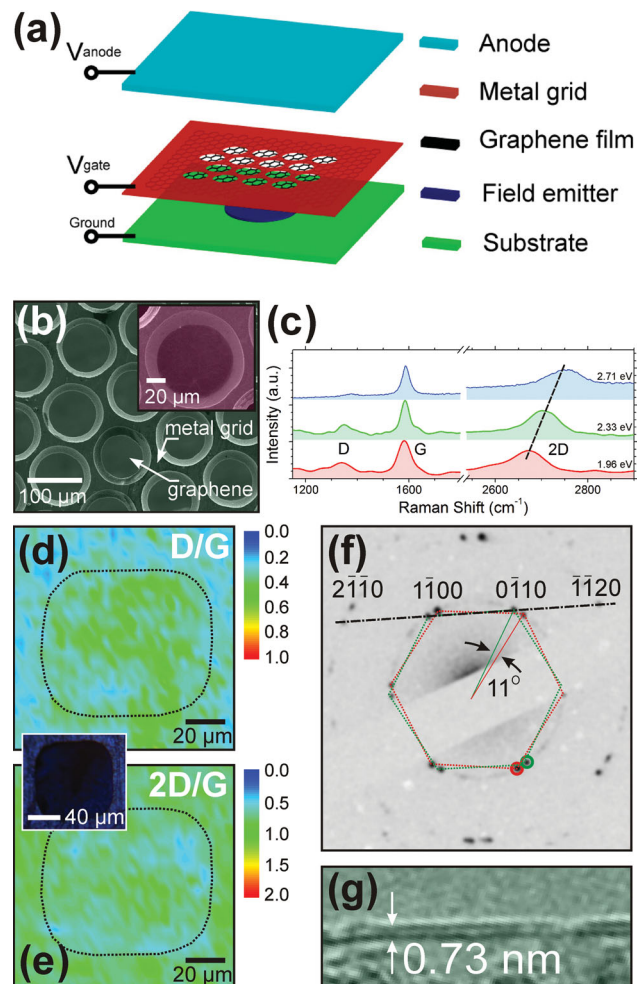 (a)
Vanode
Vgate
Ground
Anode
Metal grid
Graphene film
Field emitter
Substrate
(b)
20 µm
metal grid
graphene
100 µm
(c)
Intensity (a.u.)
2.71 eV
2.33 eV
1.96 eV
D
G
2D
1200
1600
2600
2800
Raman Shift (cm⁻¹)
(d)
D/G
20 µm
0.0
0.2
0.4
0.6
0.8
1.0
40 µm
2D/G
(e)
20 µm
0.0
0.5
1.0
1.5
2.0
(f)
2̅1̅1̅0
11̅00
01̅10
1̅1̅20
11°
(g)
0.73 nm